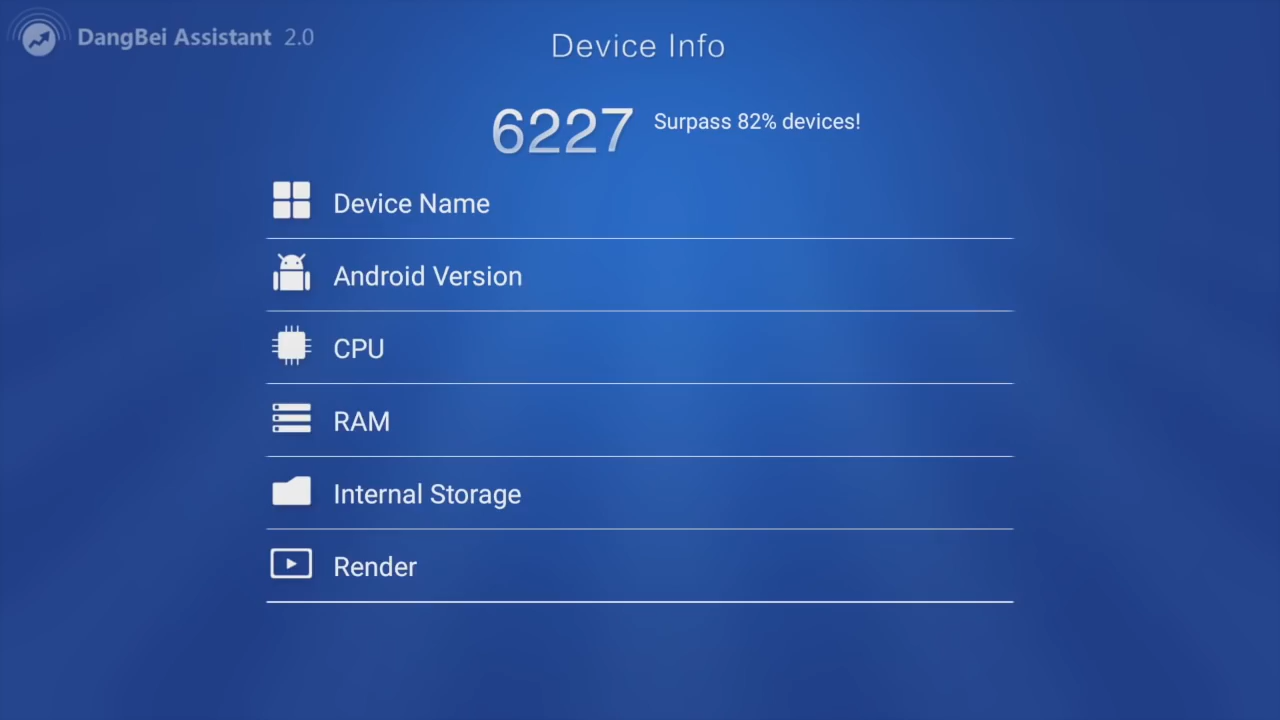 DangBei Assistant 2.0
Device Info
6227 Surpass 82% devices!
Device Name
Android Version
CPU
RAM
Internal Storage
Render